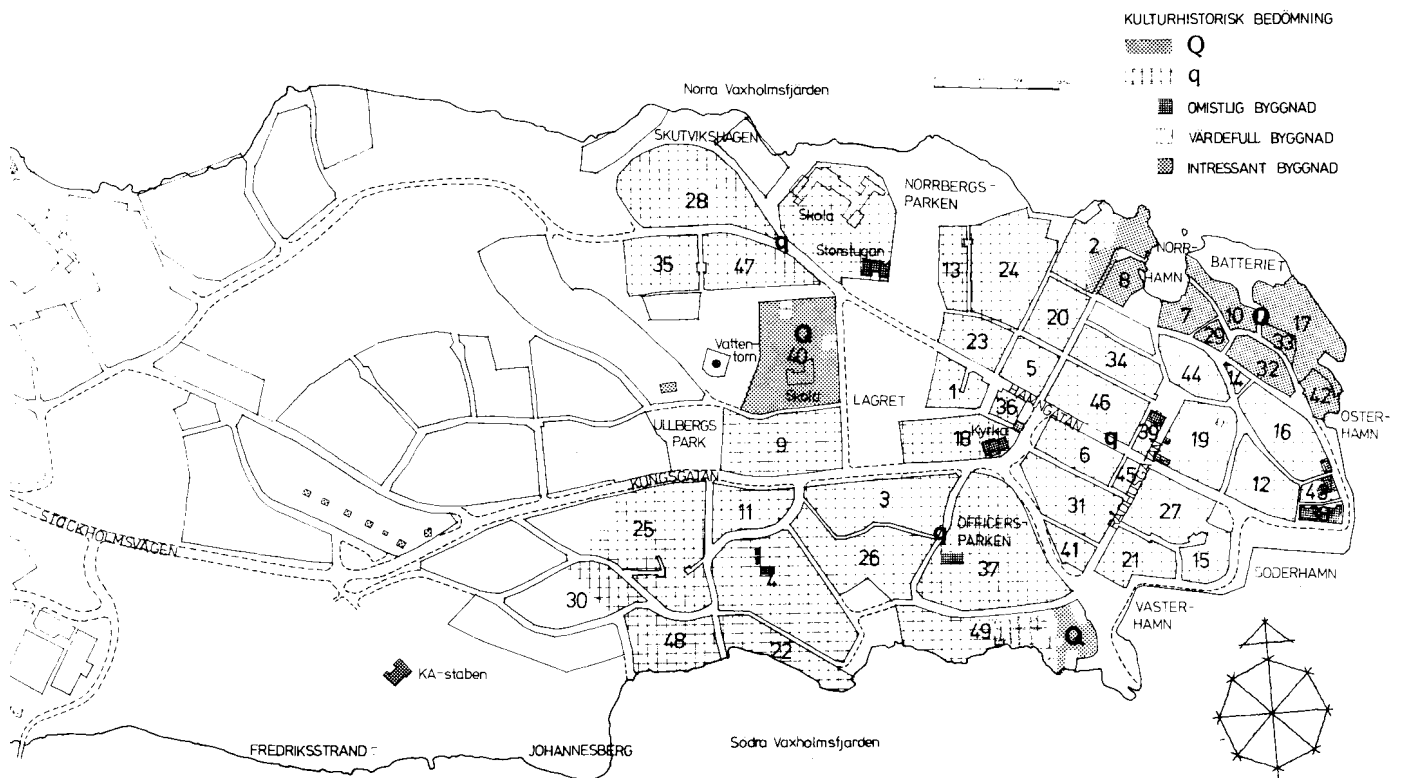 KULTURHISTORISK BEDÖMNING
Q
q
OMISTLIG BYGGNAD
VÄRDEFULL BYGGNAD
INTRESSANT BYGGNAD
Norra Vaxholmsfjärden
SKUTVIKSHAGEN
NORRBERGS-
PARKEN
28
Skola
q
Storstugan
35
47
13
24
2
8
NORR-
HAMN
BATTERIET
7
10
Q
17
29
33
20
23
34
44
14
32
42
ÖSTER-
HAMN
Q
40
Skola
Vatten-
torn
5
1
36
HAMNGATAN
46
LAGRET
ULLBERGS
PARK
9
18
Kyrka
6
q
39
19
16
45
12
43
KUNGSGATAN
STOCKHOLMSVÄGEN
25
11
3
q
OFFICERS-
PARKEN
31
27
26
37
41
21
15
SÖDERHAMN
4
30
48
22
49
Q
VÄSTER-
HAMN
KA-staben
FREDRIKSSTRAND
JOHANNESBERG
Södra Vaxholmsfjärden